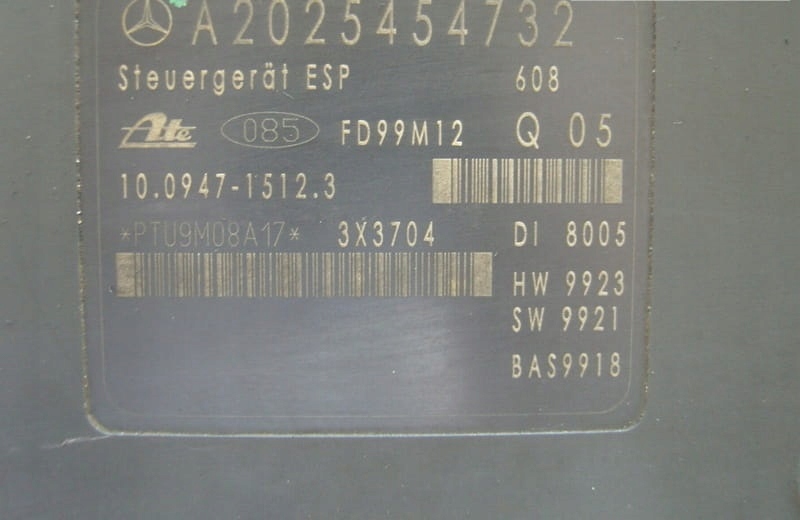 A2025454732
Steuergerät ESP 608
Ate 085 FD99M12 Q 05
10.0947-1512.3
*PTU9M08A17* 3X3704 DI 8005
HW 9923
SW 9921
BAS9918